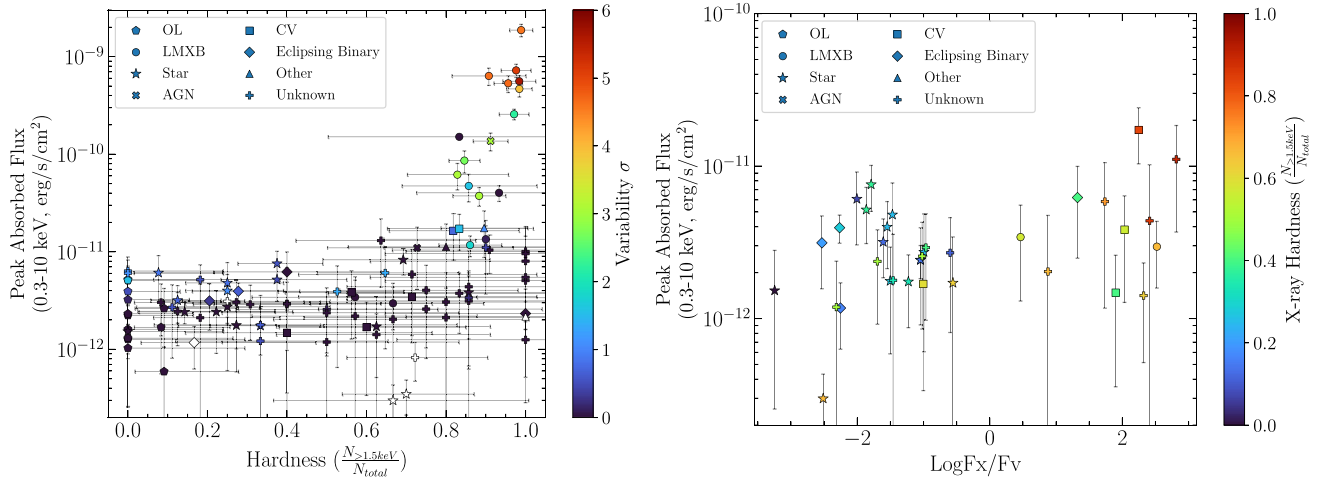 OL
LMXB
Star
AGN
CV
Eclipsing Binary
Other
Unknown
10⁻⁹
10⁻¹⁰
10⁻¹¹
10⁻¹²
Peak Absorbed Flux
(0.3-10 keV, erg/s/cm²)
0.0 0.2 0.4 0.6 0.8 1.0
Hardness (N>1.5keV/Ntotal)
6
5
4
3
2
1
0
Variability σ
OL
LMXB
Star
AGN
CV
Eclipsing Binary
Other
Unknown
10⁻¹⁰
10⁻¹¹
10⁻¹²
Peak Absorbed Flux
(0.3-10 keV, erg/s/cm²)
−2 0 2
LogFx/Fv
1.0
0.8
0.6
0.4
0.2
0.0
X-ray Hardness (N>1.5keV/Ntotal)